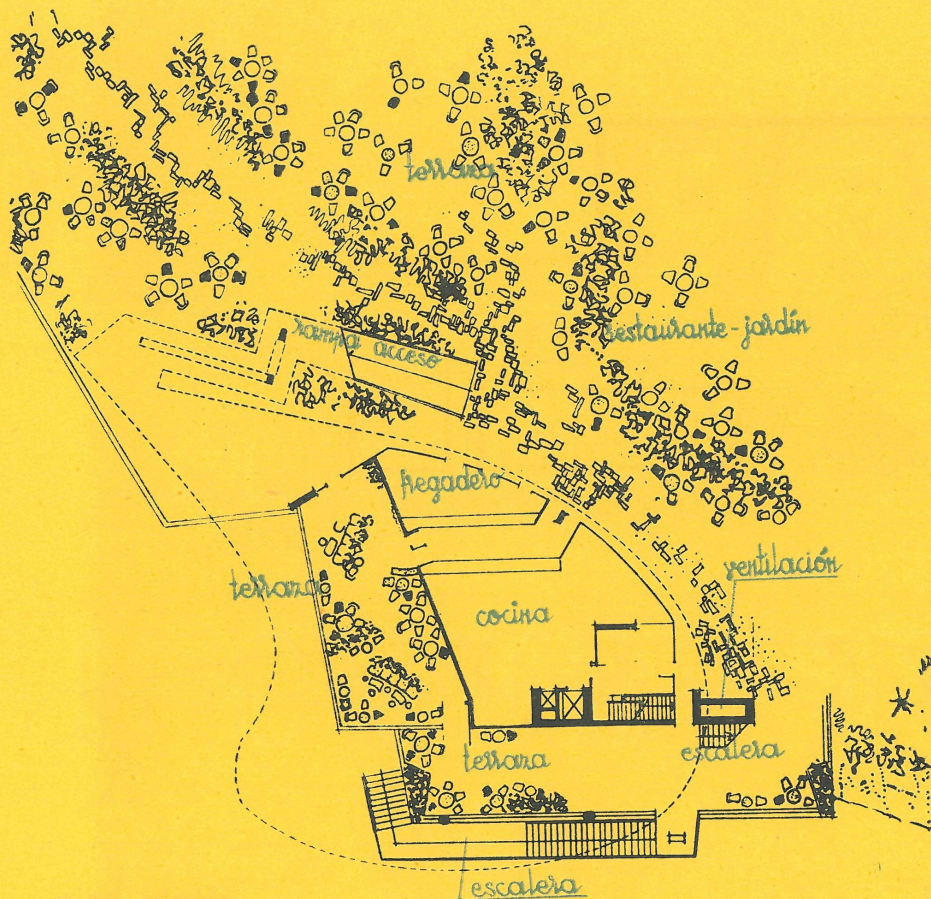 terraza
restaurante-jardín
rampa acceso
fregadero
ventilación
terraza
cocina
terraza
escalera
escalera